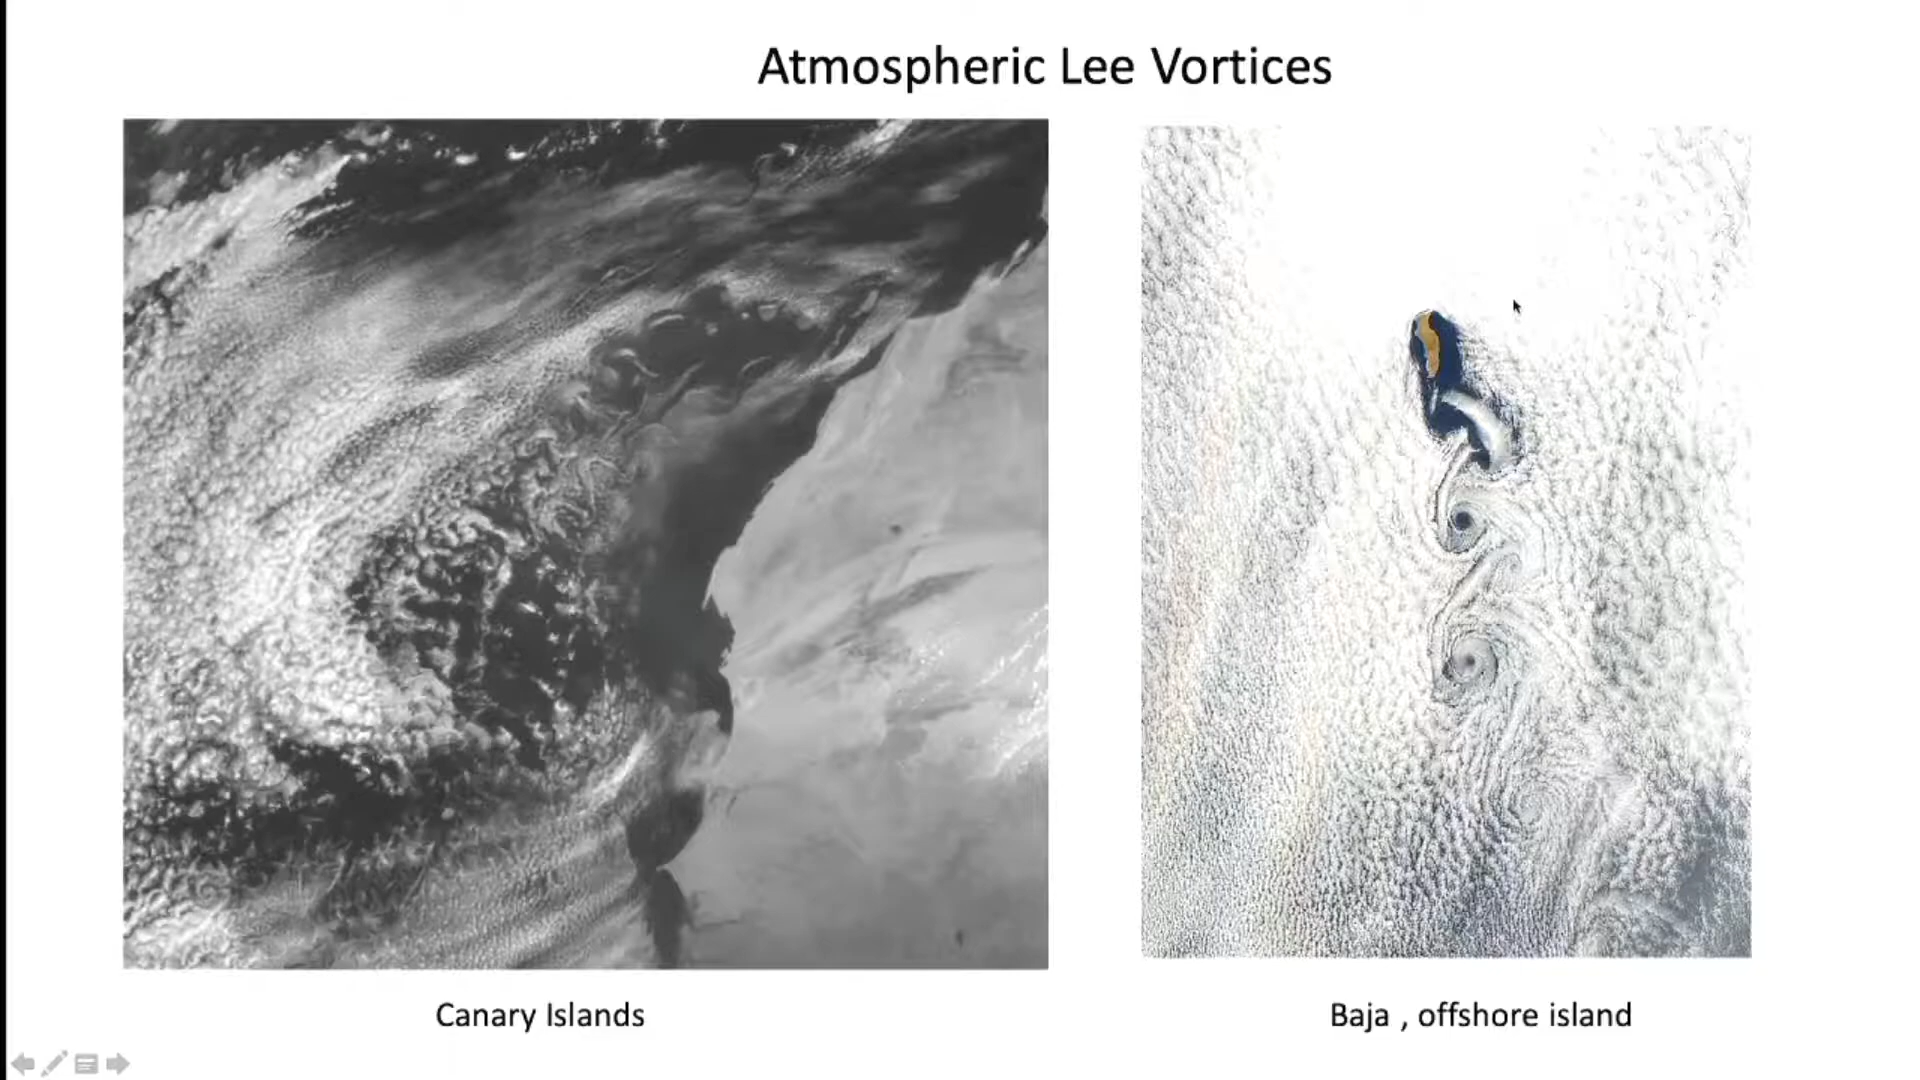 Atmospheric Lee Vortices
Canary Islands
Baja , offshore island